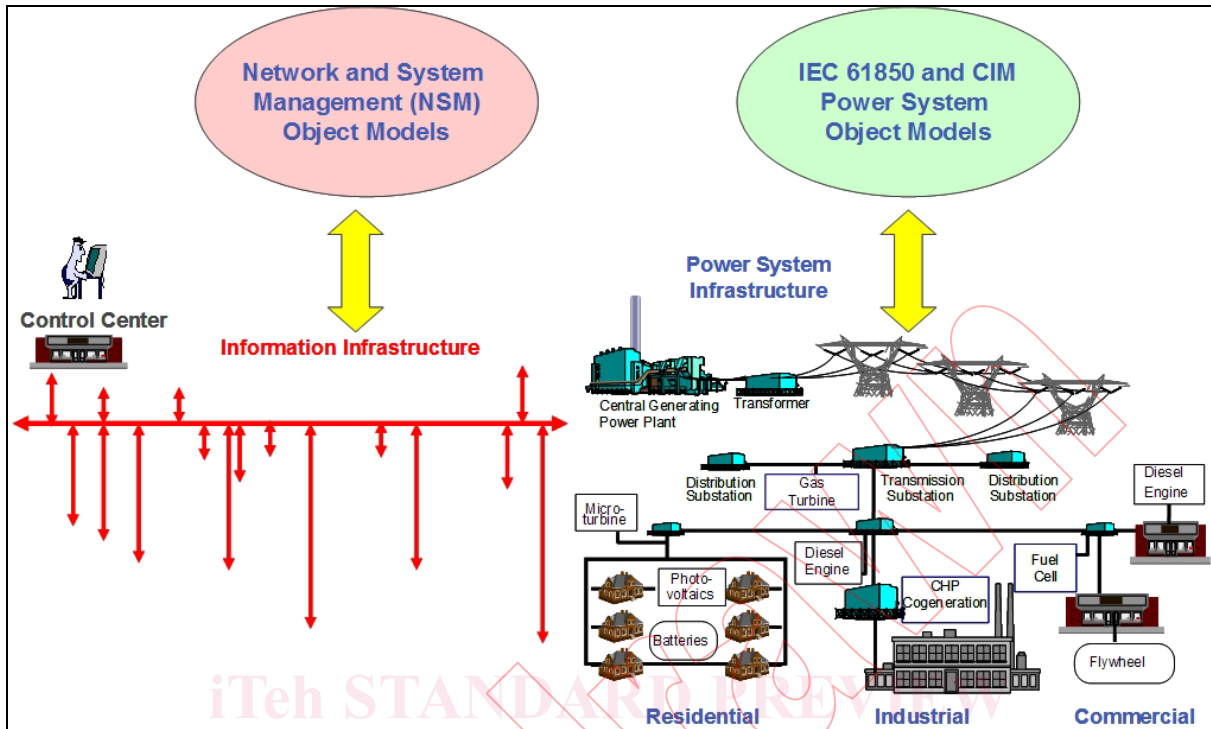 Network and System
Management (NSM)
Object Models
IEC 61850 and CIM
Power System
Object Models
Control Center
Information Infrastructure
Power System
Infrastructure
Central Generating
Power Plant
Transformer
Distribution
Substation
Gas
Turbine
Transmission
Substation
Distribution
Substation
Diesel
Engine
Micro-
turbine
Diesel
Engine
Fuel
Cell
Photo-
voltaics
Batteries
CHP
Cogeneration
Flywheel
iTeh STANDARD PREVIEW
Residential
Industrial
Commercial